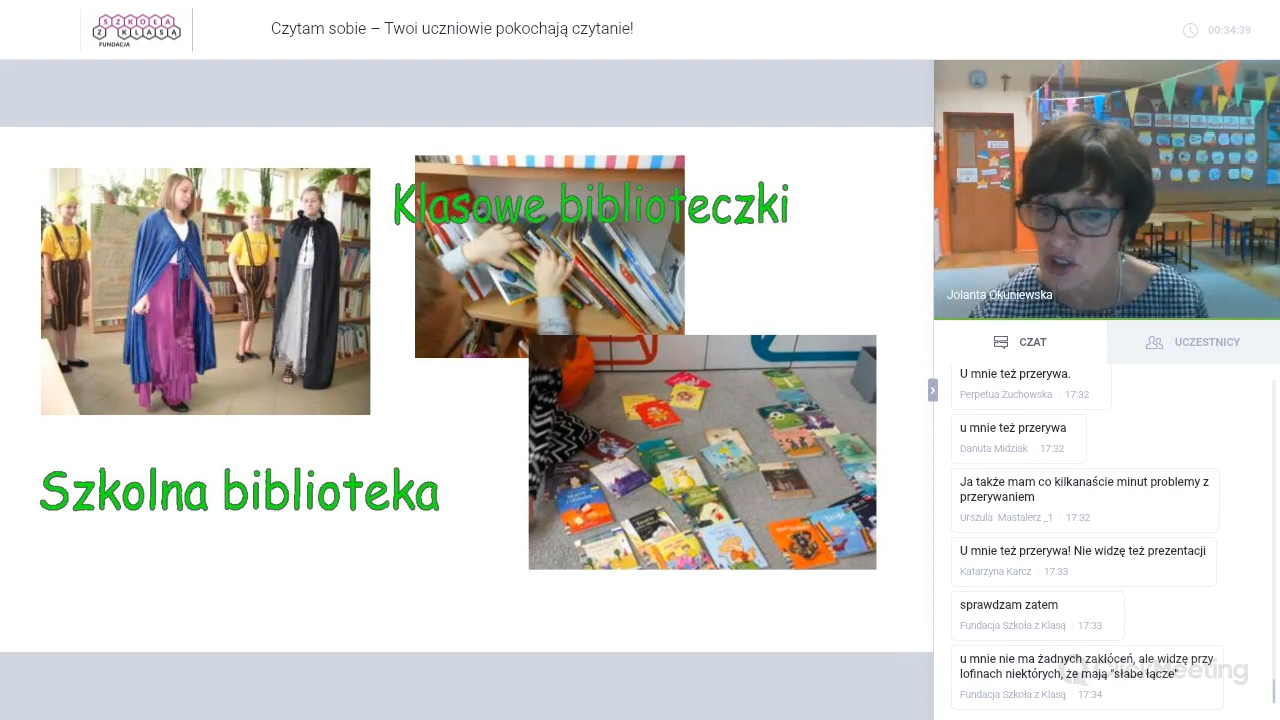 SZKOŁA
Z KLASĄ
FUNDACJA
Czytam sobie – Twoi uczniowie pokochają czytanie!
00:34:39
Klasowe biblioteczki
Szkolna biblioteka
Jolanta Okuniewska
CZAT
UCZESTNICY
U mnie też przerywa.
Perpetua Żuchowska 17:32
u mnie też przerywa
Danuta Midziak 17:32
Ja także mam co kilkanaście minut problemy z
przerywaniem
Urszula Mastalerz _1 17:32
U mnie też przerywa! Nie widzę też prezentacji
Katarzyna Karcz 17:33
sprawdzam zatem
Fundacja Szkoła z Klasą 17:33
u mnie nie ma żadnych zakłóceń, ale widzę przy
lofinach niektórych, że mają "słabe łącze"
Fundacja Szkoła z Klasą 17:34
ClickMeeting